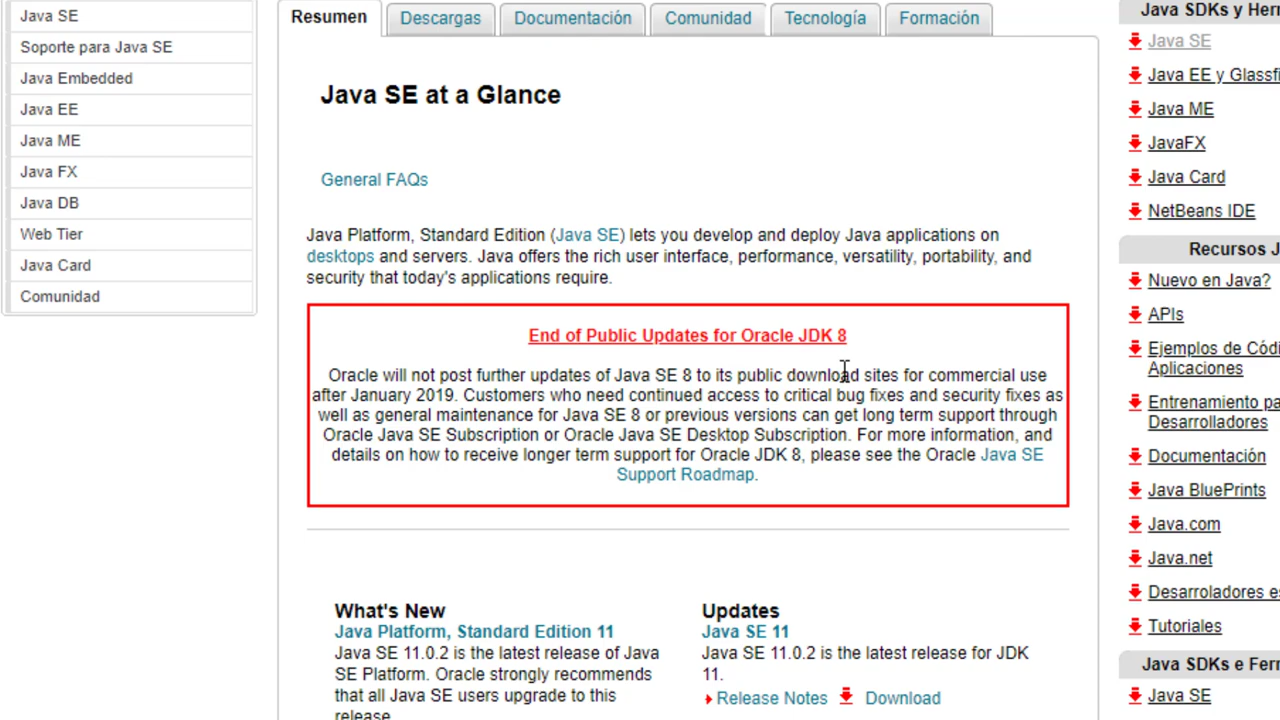 Java SE
Soporte para Java SE
Java Embedded
Java EE
Java ME
Java FX
Java DB
Web Tier
Java Card
Comunidad
Resumen
Descargas
Documentación
Comunidad
Tecnología
Formación
Java SE at a Glance
General FAQs
Java Platform, Standard Edition (Java SE) lets you develop and deploy Java applications on
desktops and servers. Java offers the rich user interface, performance, versatility, portability, and
security that today's applications require.
End of Public Updates for Oracle JDK 8
Oracle will not post further updates of Java SE 8 to its public download sites for commercial use
after January 2019. Customers who need continued access to critical bug fixes and security fixes as
well as general maintenance for Java SE 8 or previous versions can get long term support through
Oracle Java SE Subscription or Oracle Java SE Desktop Subscription. For more information, and
details on how to receive longer term support for Oracle JDK 8, please see the Oracle Java SE
Support Roadmap.
What's New
Java Platform, Standard Edition 11
Java SE 11.0.2 is the latest release of Java
SE Platform. Oracle strongly recommends
that all Java SE users upgrade to this
release.
Updates
Java SE 11
Java SE 11.0.2 is the latest release for JDK
11.
Release Notes Download
Java SDKs y
Java SE
Java EE y
Java ME
JavaFX
Java Card
NetBeans IDE
Recursos
Nuevo en Java?
APIs
Ejemplos de
Aplicaciones
Entrenamiento
Desarrolladores
Documentación
Java BluePrints
Java.com
Java.net
Desarroladores
Tutoriales
Java SDKs e
Java SE